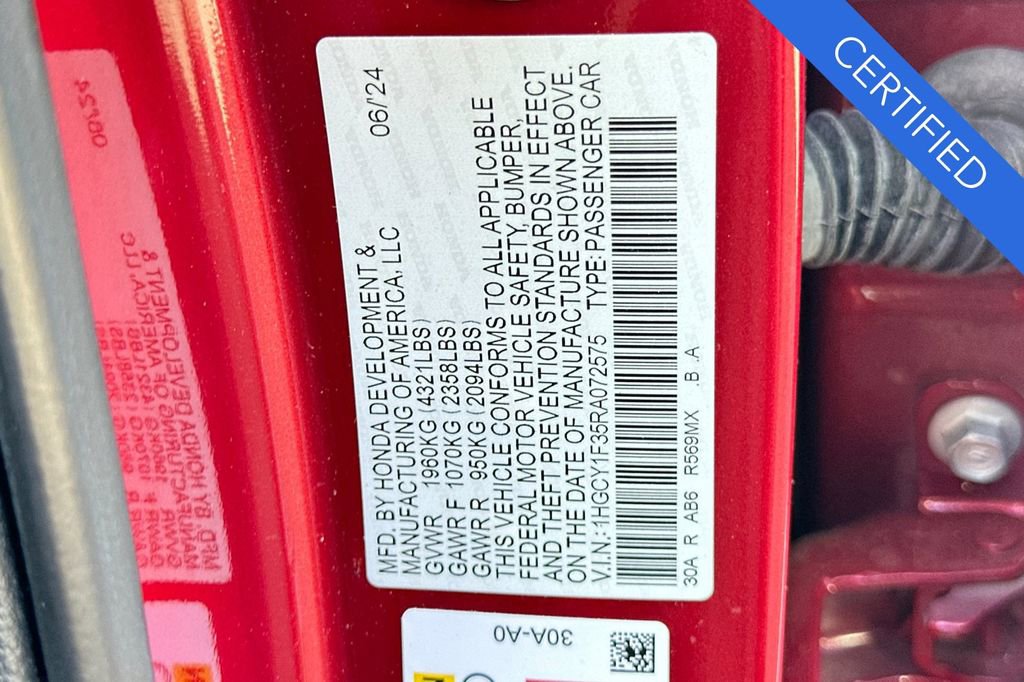 MFD. BY HONDA DEVELOPMENT &
MANUFACTURING OF AMERICA, LLC 06/'24
GVWR 1960KG (4321LBS)
GAWR F 1070KG (2358LBS)
GAWR R 950KG (2094LBS)
THIS VEHICLE CONFORMS TO ALL APPLICABLE
FEDERAL MOTOR VEHICLE SAFETY, BUMPER,
AND THEFT PREVENTION STANDARDS IN EFFECT
ON THE DATE OF MANUFACTURE SHOWN ABOVE.
V.I.N.:1HGCY1F35RA072575 TYPE:PASSENGER CAR
30A R AB6 R569MX .B .A
30A-A0
CERTIFIED